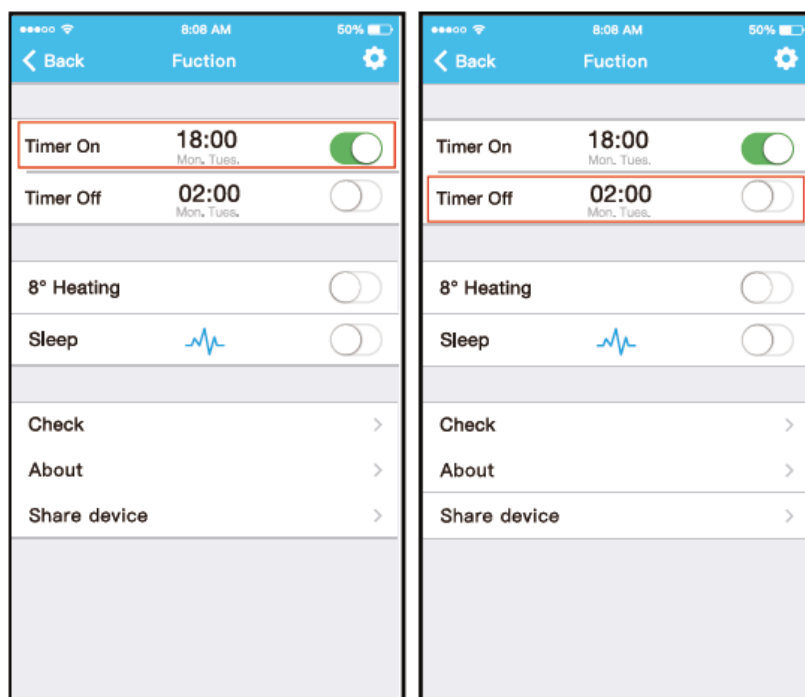 8:08 AM 50%
Back Fuction
Timer On 18:00
Mon. Tues.
Timer Off 02:00
Mon. Tues.
8° Heating
Sleep
Check
About
Share device
8:08 AM 50%
Back Fuction
Timer On 18:00
Mon. Tues.
Timer Off 02:00
Mon. Tues.
8° Heating
Sleep
Check
About
Share device